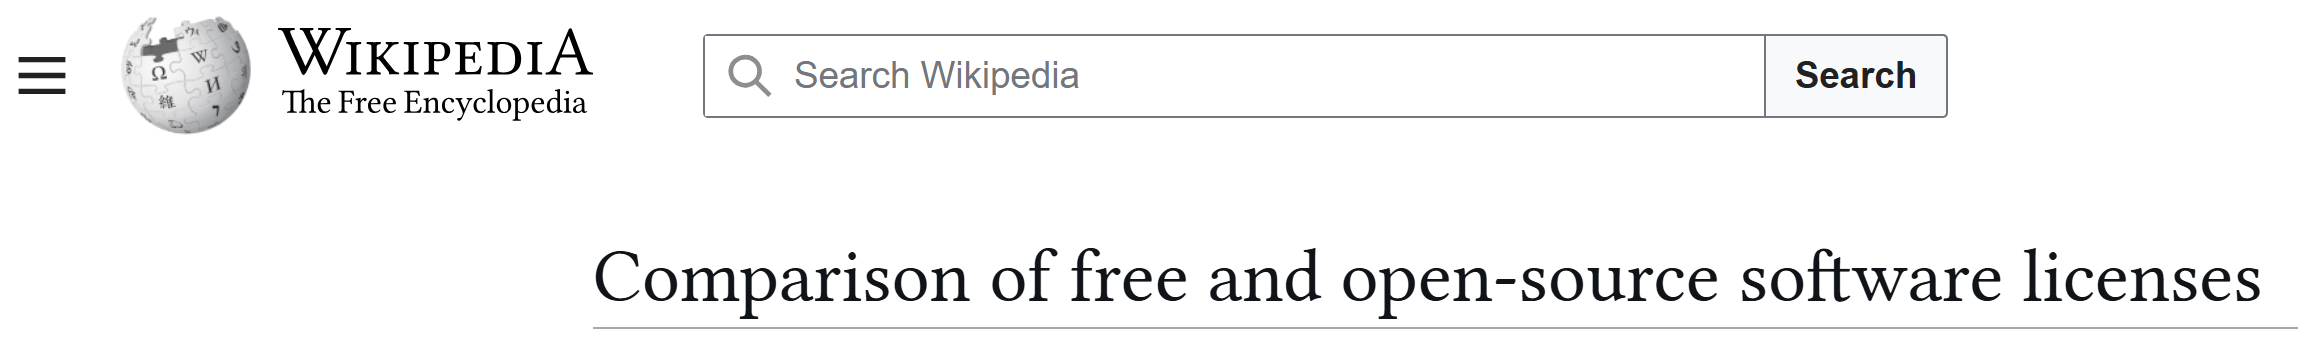 WIKIPEDIA
The Free Encyclopedia
Search Wikipedia
Search
Comparison of free and open-source software licenses